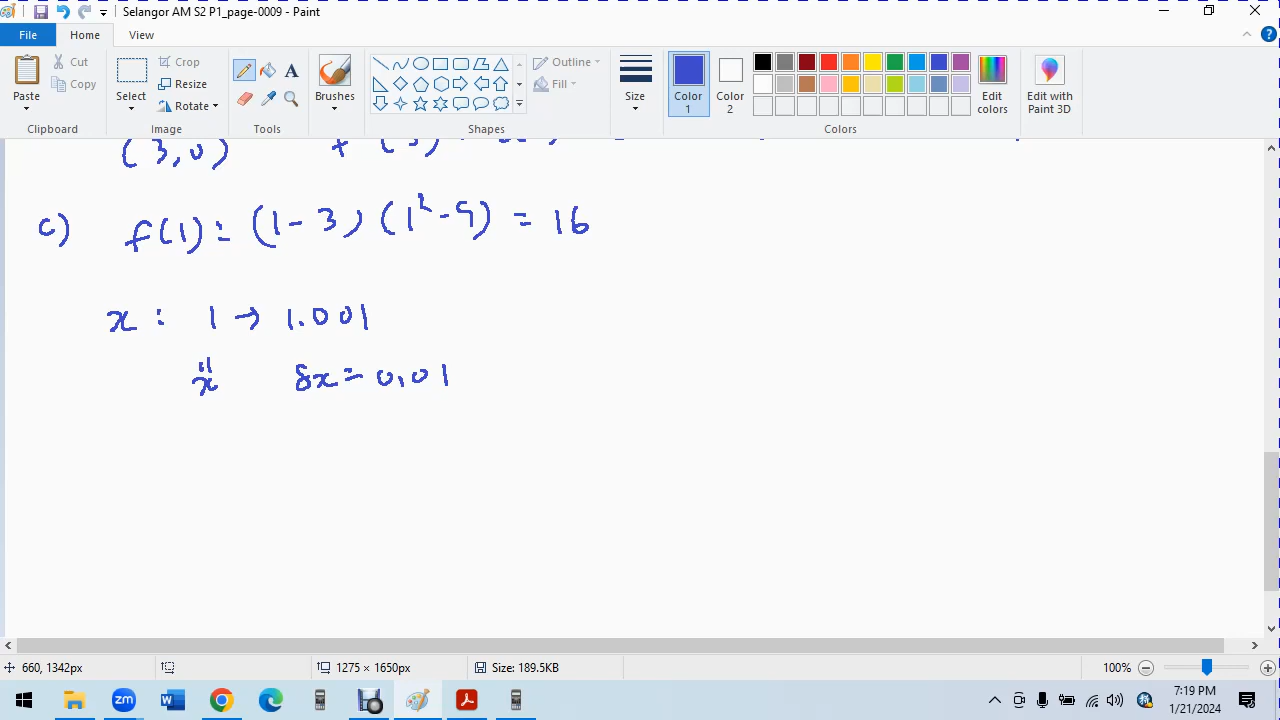 Selangor AM S2 P1_page-0009 - Paint
File Home View
Paste Cut Copy Clipboard
Select Crop Resize Rotate Image
A Tools
Brushes
Outline Fill Shapes
Size
Color 1 Color 2 Edit colors Colors
Edit with Paint 3D
(3,0)
c) f(1) = (1-3)(1²-9) = 16
x : 1 → 1.001
"
x δx = 0.01
660, 1342px 1275 × 1650px Size: 189.5KB 100%
zm W
7:19 PM
1/21/2024